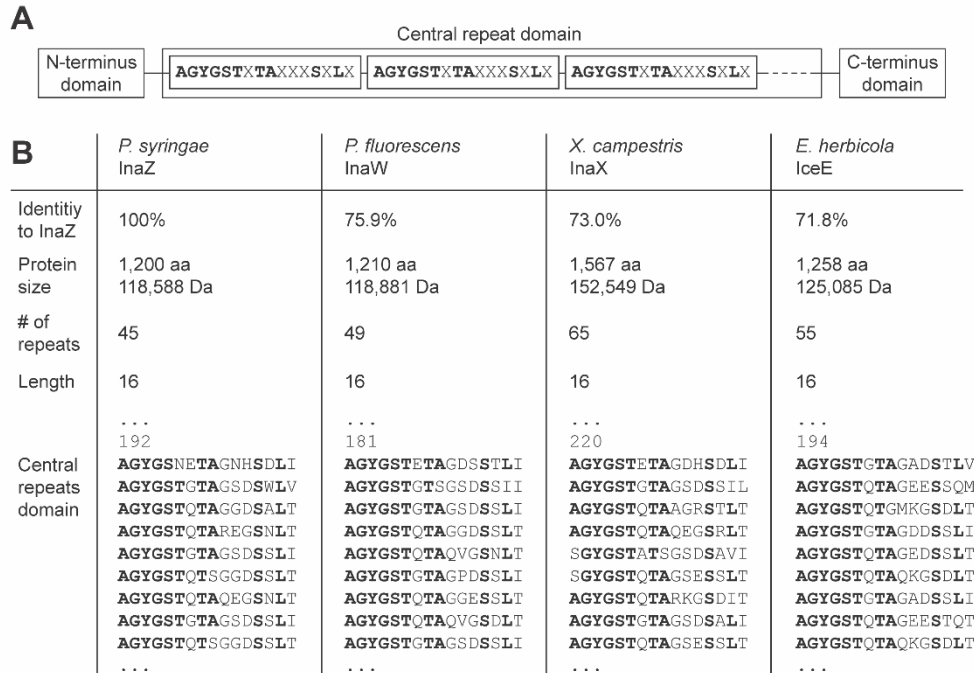 A
Central repeat domain
N-terminus domain AGYGSTXTAXXXSXLX AGYGSTXTAXXXSXLX AGYGSTXTAXXXSXLX C-terminus domain
B
P. syringae InaZ P. fluorescens InaW X. campestris InaX E. herbicola IceE
Identitiy to InaZ 100% 75.9% 73.0% 71.8%
Protein size 1,200 aa 1,210 aa 1,567 aa 1,258 aa
118,588 Da 118,881 Da 152,549 Da 125,085 Da
# of repeats 45 49 65 55
Length 16 16 16 16
... ... ... ...
192 181 220 194
Central repeats domain
AGYGSNETAGNHSDLI AGYGSTETAGDSSTLI AGYGSTETAGDHSDLI AGYGSTGTAGADSTLV
AGYGSTGTAGSDSWLV AGYGSTGTSGSDSSII AGYGSTGTAGSDSSIL AGYGSTQTAGEESSQM
AGYGSTQTAGGDSALT AGYGSTGTAGSDSSLI AGYGSTQTAAGRSTLT AGYGSTQTGMKGSDLT
AGYGSTQTAREGSNLT AGYGSTQTAGGDSSLT AGYGSTQTAQEGSRLT AGYGSTGTAGDDSSLI
AGYGSTGTAGSDSSLI AGYGSTQTAQVGSNLT SGYGSTATSGSDSAVI AGYGSTQTAGEDSSLT
AGYGSTQTSGGDSSLT AGYGSTGTAGPDSSLI SGYGSTQTAGSESSLT AGYGSTQTAQKGSDLT
AGYGSTQTAQEGSNLT AGYGSTQTAGGESSLT AGYGSTQTARKGSDIT AGYGSTGTAGADSSLI
AGYGSTGTAGSDSSLI AGYGSTQTAQVGSDLT AGYGSTGTAGSDSALI AGYGSTQTAGEESTQT
AGYGSTQTSGGDSSLT AGYGSTGTAGSDSSLI AGYGSTQTAGSESSLT AGYGSTQTAQKGSDLT
... ... ... ...